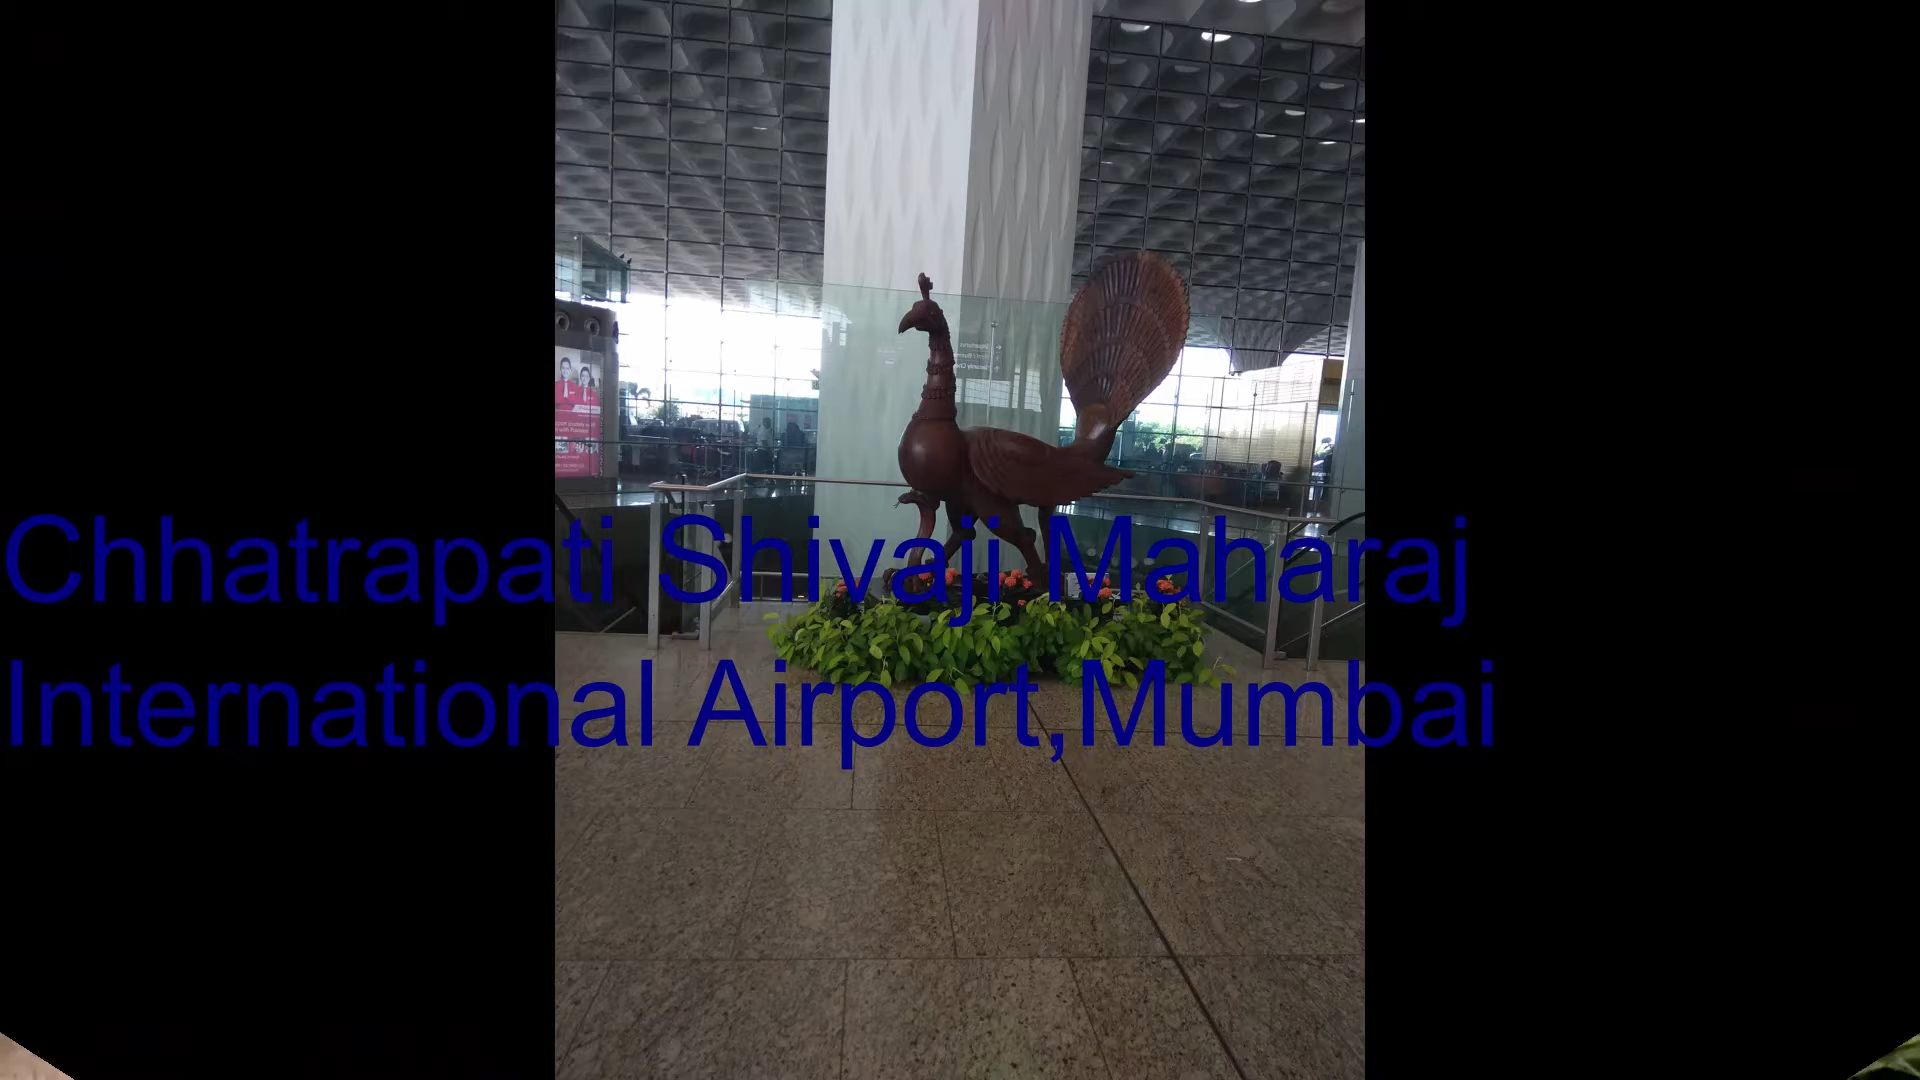 Chhatrapati Shivaji Maharaj
International Airport,Mumbai